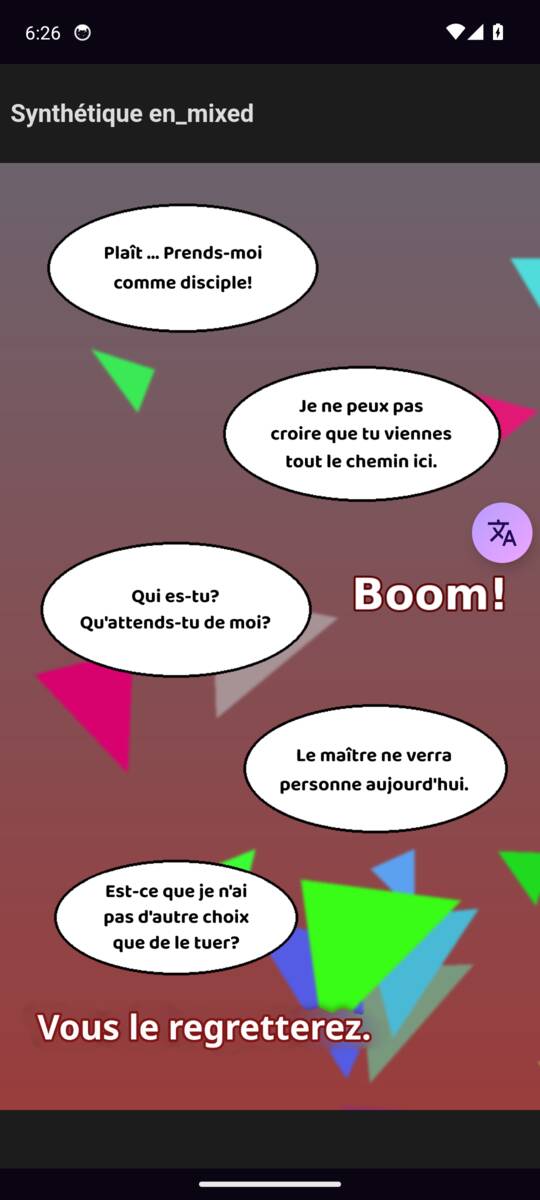 6:26
Synthétique en_mixed
Plaît ... Prends-moi
comme disciple!
Je ne peux pas
croire que tu viennes
tout le chemin ici.
Qui es-tu?
Qu'attends-tu de moi?
Boom!
Le maître ne verra
personne aujourd'hui.
Est-ce que je n'ai
pas d'autre choix
que de le tuer?
Vous le regretterez.